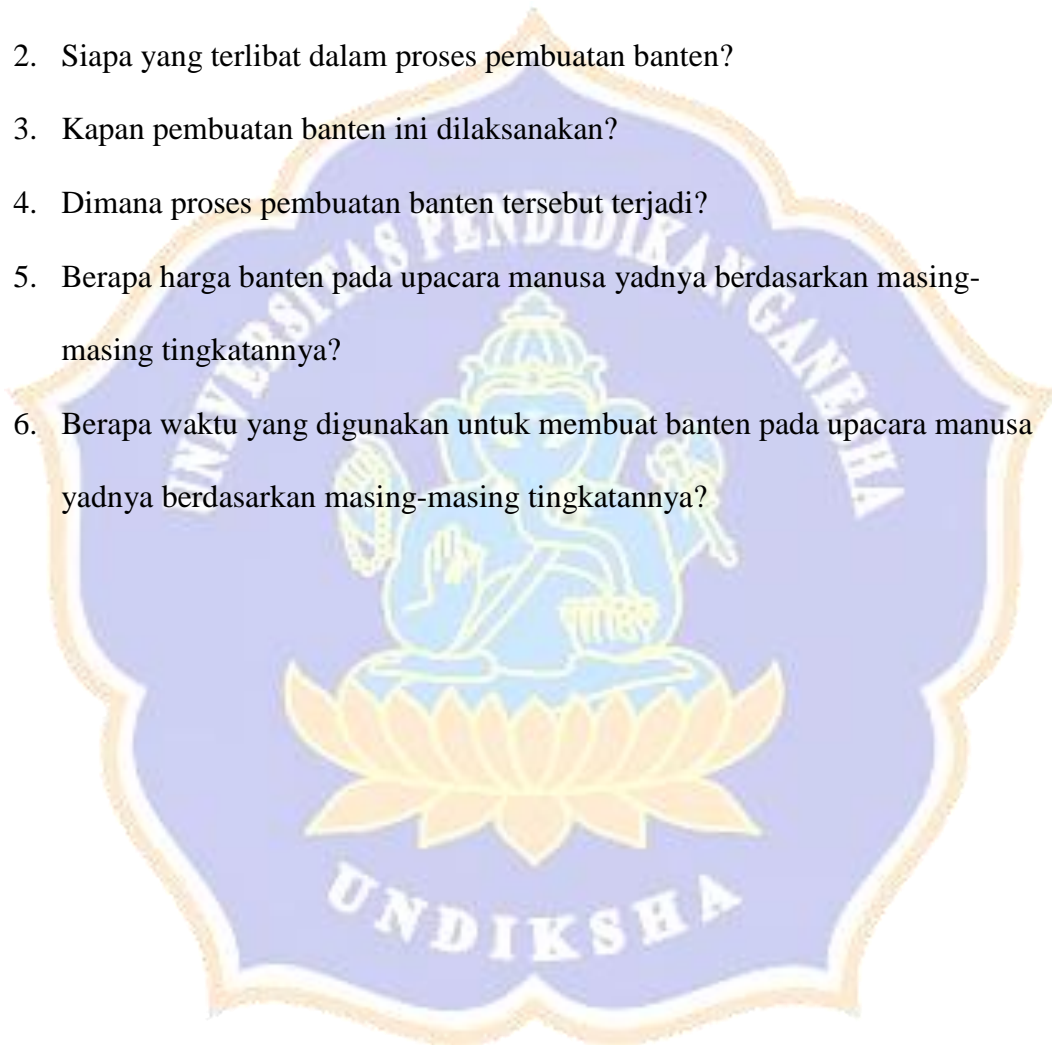 2. Siapa yang terlibat dalam proses pembuatan banten?
3. Kapan pembuatan banten ini dilaksanakan?
4. Dimana proses pembuatan banten tersebut terjadi?
5. Berapa harga banten pada upacara manusa yadnya berdasarkan masing-
masing tingkatannya?
6. Berapa waktu yang digunakan untuk membuat banten pada upacara manusa
yadnya berdasarkan masing-masing tingkatannya?
UNIVERSITAS PENDIDIKAN GANESHA
UNDIKSHA